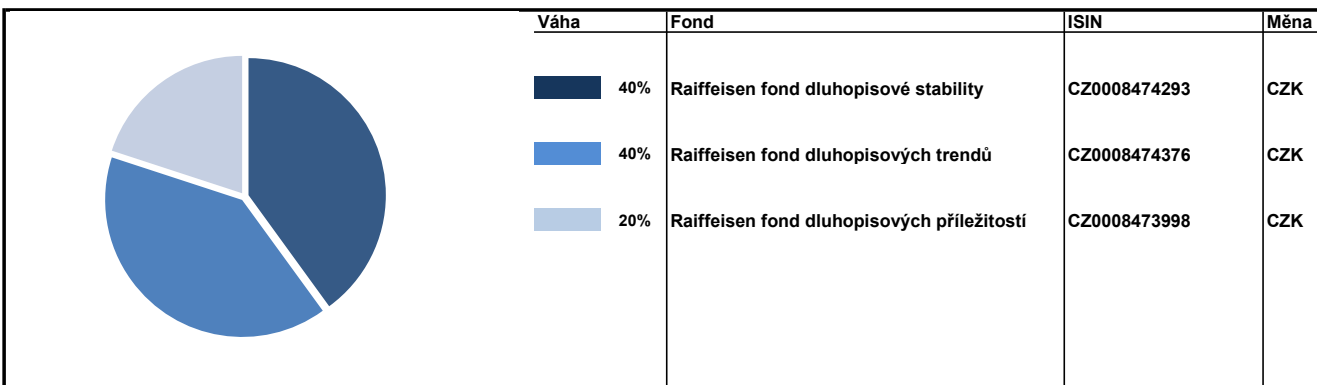 Váha Fond ISIN Měna
40% Raiffeisen fond dluhopisové stability CZ0008474293 CZK
40% Raiffeisen fond dluhopisových trendů CZ0008474376 CZK
20% Raiffeisen fond dluhopisových příležitostí CZ0008473998 CZK